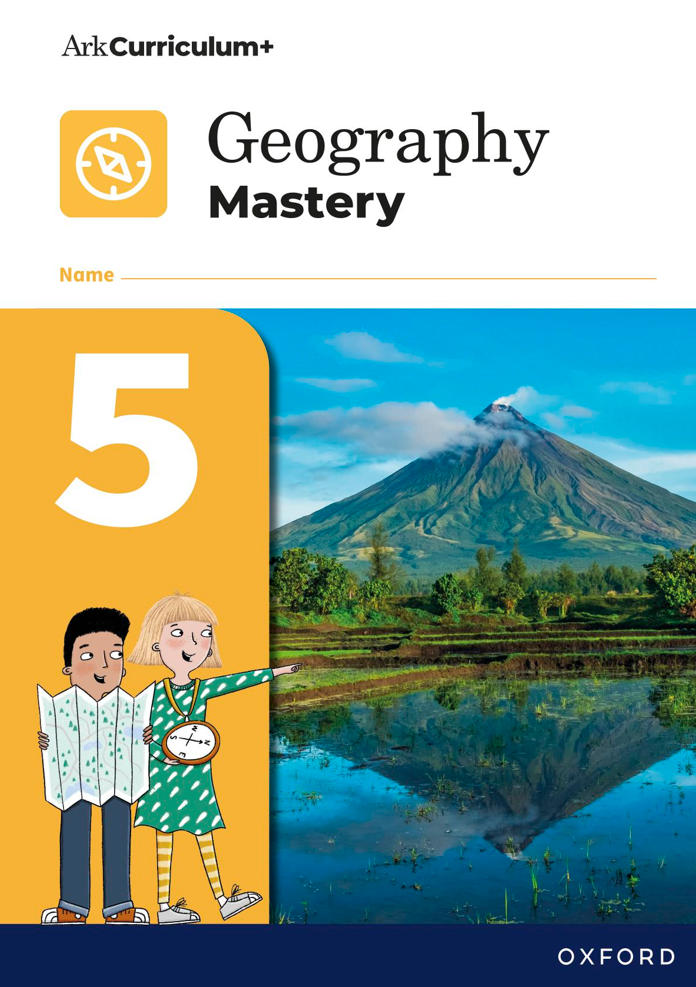 ArkCurriculum+
Geography
Mastery
Name
5
W
S N
E
OXFORD